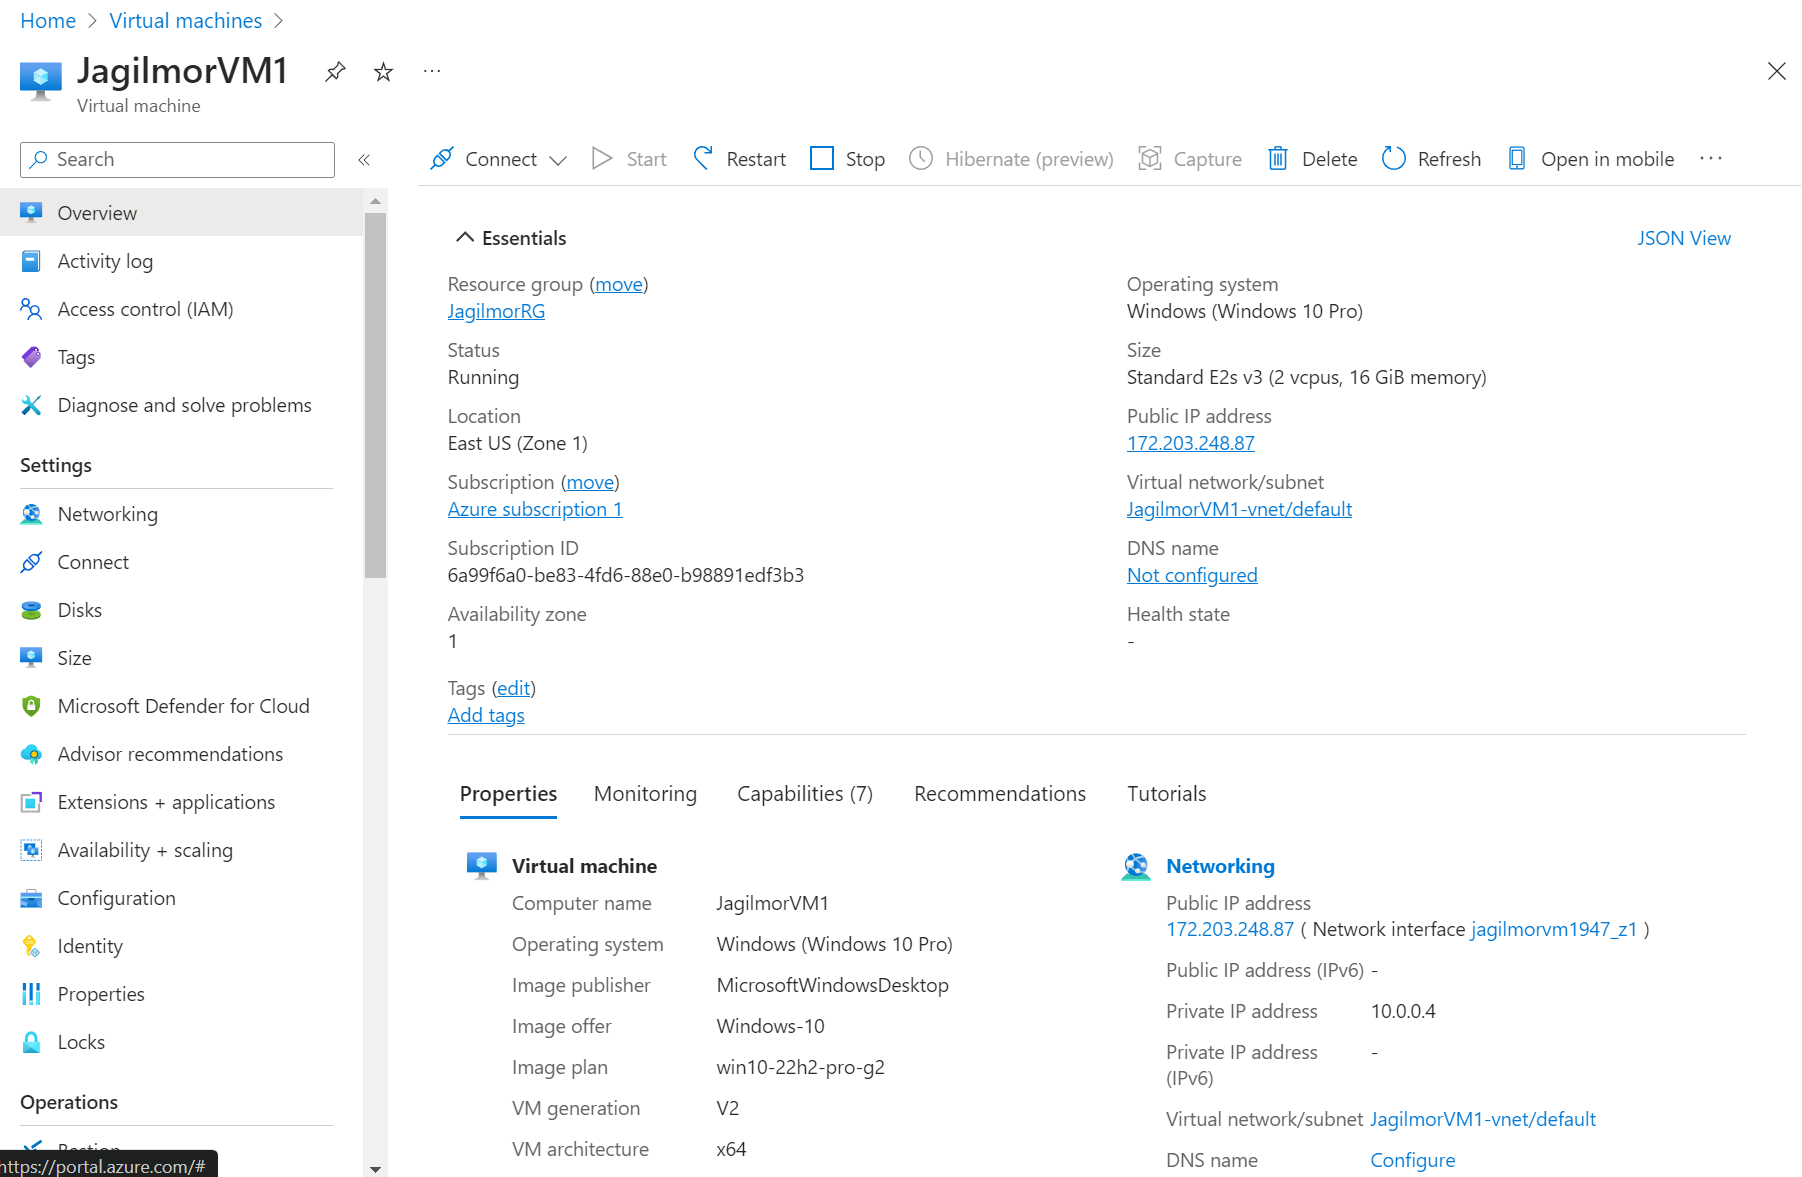 Home > Virtual machines >
JagilmorVM1
Virtual machine
Search
«
Connect
Start
Restart
Stop
Hibernate (preview)
Capture
Delete
Refresh
Open in mobile
Overview
Activity log
Access control (IAM)
Tags
Diagnose and solve problems
Settings
Networking
Connect
Disks
Size
Microsoft Defender for Cloud
Advisor recommendations
Extensions + applications
Availability + scaling
Configuration
Identity
Properties
Locks
Operations
Bastion
https://portal.azure.com/#
Essentials
JSON View
Resource group (move)
JagilmorRG
Status
Running
Location
East US (Zone 1)
Subscription (move)
Azure subscription 1
Subscription ID
6a99f6a0-be83-4fd6-88e0-b98891edf3b3
Availability zone
1
Operating system
Windows (Windows 10 Pro)
Size
Standard E2s v3 (2 vcpus, 16 GiB memory)
Public IP address
172.203.248.87
Virtual network/subnet
JagilmorVM1-vnet/default
DNS name
Not configured
Health state
-
Tags (edit)
Add tags
Properties
Monitoring
Capabilities (7)
Recommendations
Tutorials
Virtual machine
Computer name JagilmorVM1
Operating system Windows (Windows 10 Pro)
Image publisher MicrosoftWindowsDesktop
Image offer Windows-10
Image plan win10-22h2-pro-g2
VM generation V2
VM architecture x64
Networking
Public IP address
172.203.248.87 ( Network interface jagilmorvm1947_z1 )
Public IP address (IPv6) -
Private IP address 10.0.0.4
Private IP address -
(IPv6)
Virtual network/subnet JagilmorVM1-vnet/default
DNS name Configure